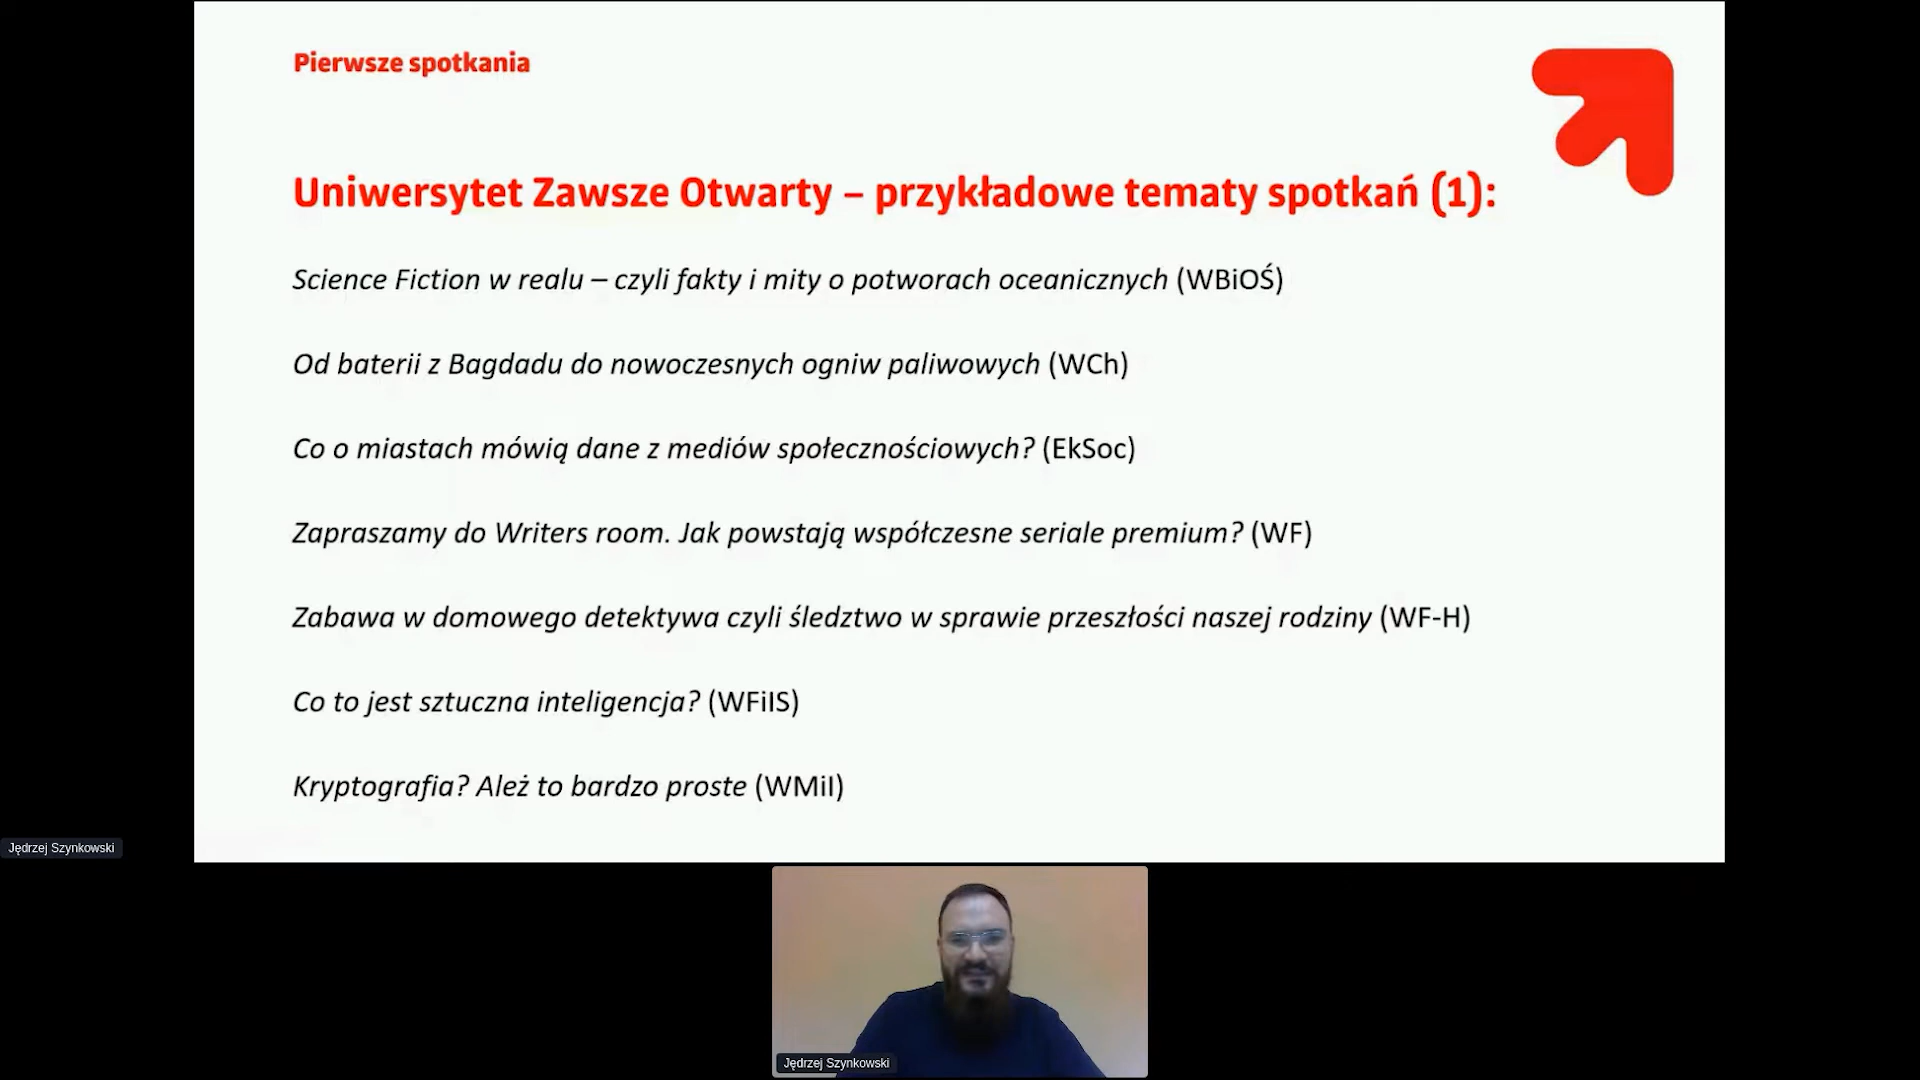 Pierwsze spotkania
Uniwersytet Zawsze Otwarty – przykładowe tematy spotkań (1):
Science Fiction w realu – czyli fakty i mity o potworach oceanicznych (WBiOŚ)
Od baterii z Bagdadu do nowoczesnych ogniw paliwowych (WCh)
Co o miastach mówią dane z mediów społecznościowych? (EkSoc)
Zapraszamy do Writers room. Jak powstają współczesne seriale premium? (WF)
Zabawa w domowego detektywa czyli śledztwo w sprawie przeszłości naszej rodziny (WF-H)
Co to jest sztuczna inteligencja? (WFiIS)
Kryptografia? Ależ to bardzo proste (WMiI)
Jędrzej Szynkowski
Jędrzej Szynkowski